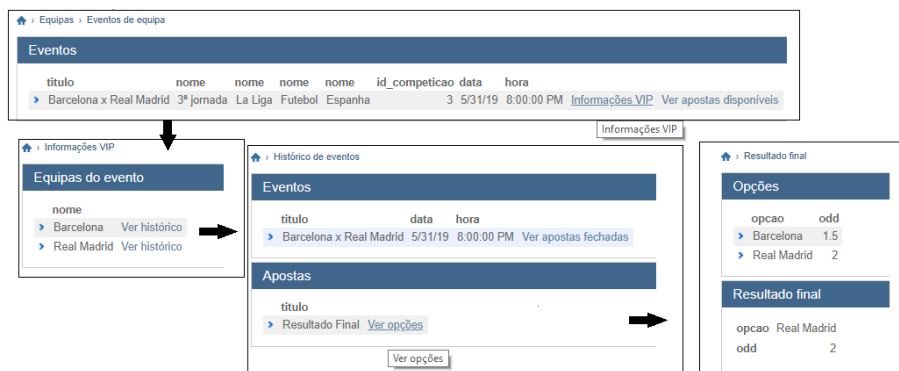 › Equipas › Eventos de equipa
Eventos
titulo nome nome nome nome id_competicao data hora
Barcelona x Real Madrid 3ª jornada La Liga Futebol Espanha 3 5/31/19 8:00:00 PM Informações VIP Ver apostas disponíveis
Informações VIP
› Informações VIP
Equipas do evento
nome
Barcelona Ver histórico
Real Madrid Ver histórico
› Histórico de eventos
Eventos
titulo data hora
Barcelona x Real Madrid 5/31/19 8:00:00 PM Ver apostas fechadas
Apostas
titulo
Resultado Final Ver opções
Ver opções
› Resultado final
Opções
opcao odd
Barcelona 1.5
Real Madrid 2
Resultado final
opcao Real Madrid
odd 2